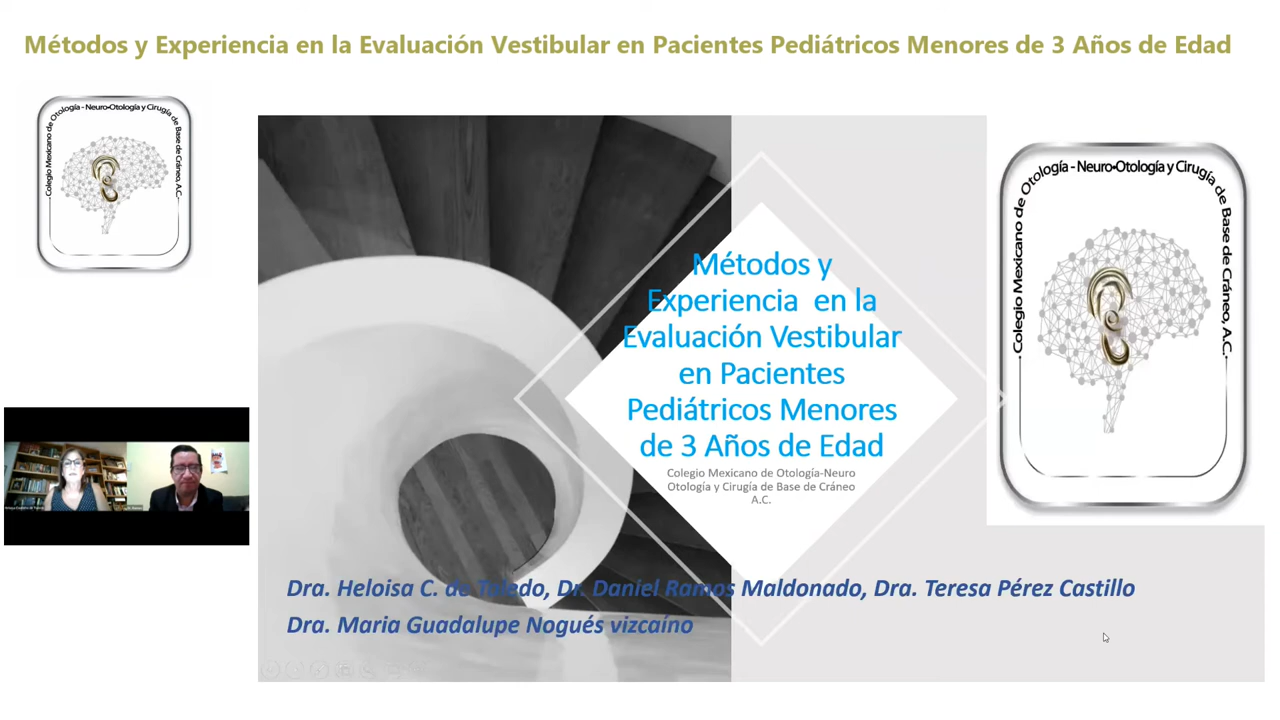 Métodos y Experiencia en la Evaluación Vestibular en Pacientes Pediátricos Menores de 3 Años de Edad
Colegio Mexicano de Otología - Neuro-Otología y Cirugía de Base de Cráneo, A.C.
Métodos y
Experiencia en la
Evaluación Vestibular
en Pacientes
Pediátricos Menores
de 3 Años de Edad
Colegio Mexicano de Otología-Neuro
Otología y Cirugía de Base de Cráneo
A.C.
Colegio Mexicano de Otología - Neuro-Otología y Cirugía de Base de Cráneo, A.C.
Dra. Heloisa C. de Toledo, Dr. Daniel Ramos Maldonado, Dra. Teresa Pérez Castillo
Dra. Maria Guadalupe Nogués vizcaíno